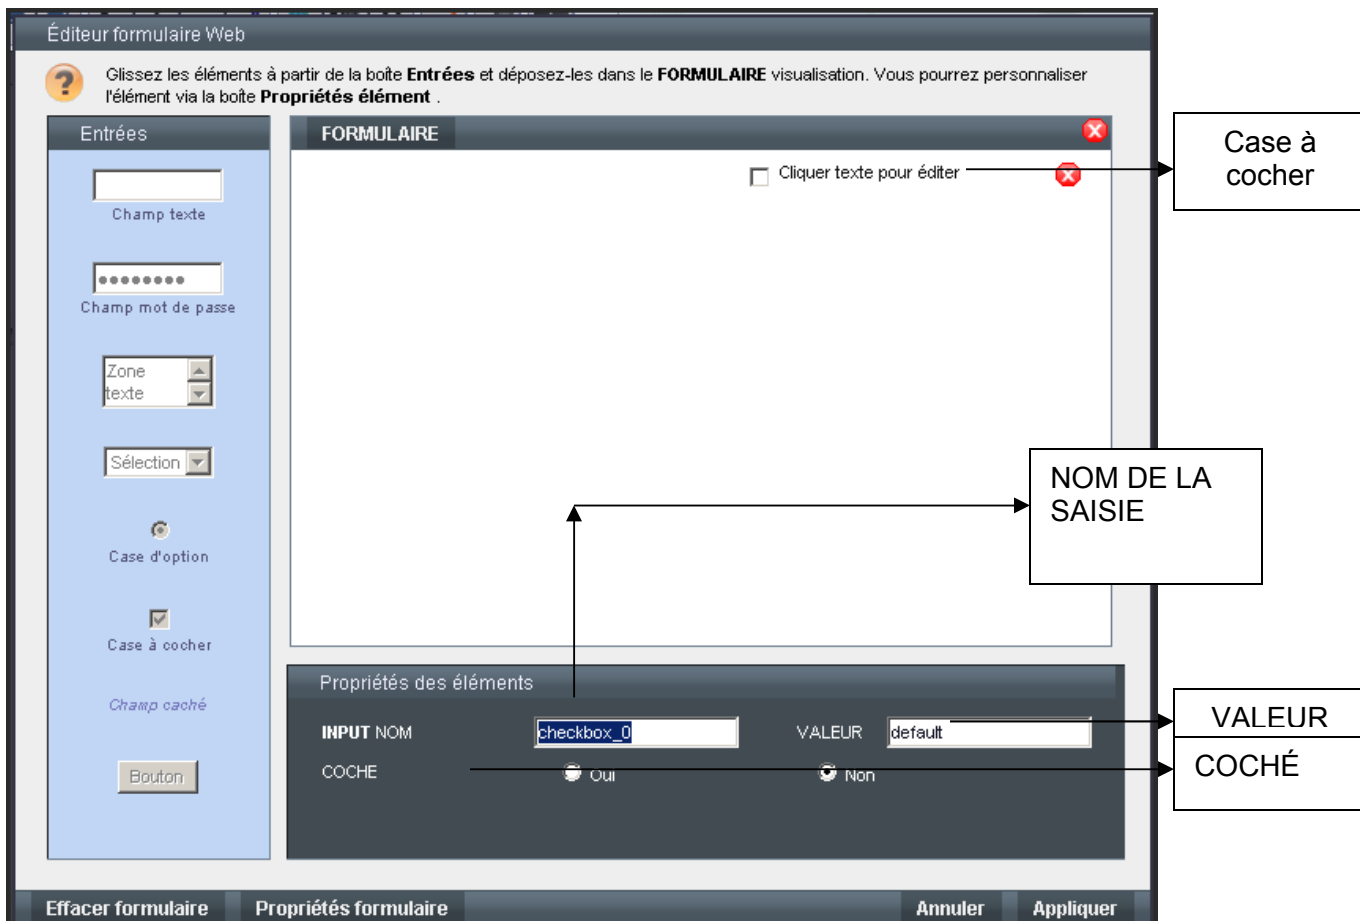 Éditeur formulaire Web
Glissez les éléments à partir de la boîte Entrées et déposez-les dans le FORMULAIRE visualisation. Vous pourrez personnaliser
l'élément via la boîte Propriétés élément .
Entrées
Champ texte
Champ mot de passe
Zone
texte
Sélection
Case d'option
Case à cocher
Champ caché
Bouton
FORMULAIRE
Cliquer texte pour éditer
Case à
cocher
NOM DE LA
SAISIE
Propriétés des éléments
INPUT NOM
checkbox_0
VALEUR
default
VALEUR
COCHE
Oui
Non
COCHÉ
Effacer formulaire
Propriétés formulaire
Annuler
Appliquer